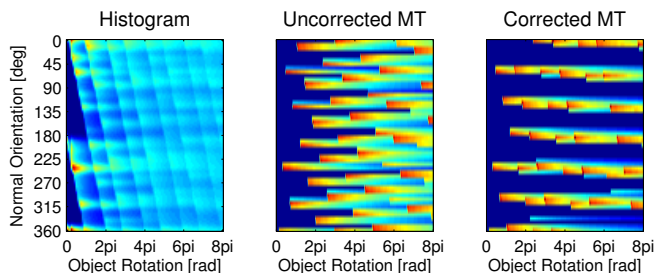 Histogram
Uncorrected MT
Corrected MT
Normal Orientation [deg]
0
45
90
135
180
225
270
315
360
0 2pi 4pi 6pi 8pi
0 2pi 4pi 6pi 8pi
0 2pi 4pi 6pi 8pi
Object Rotation [rad]
Object Rotation [rad]
Object Rotation [rad]